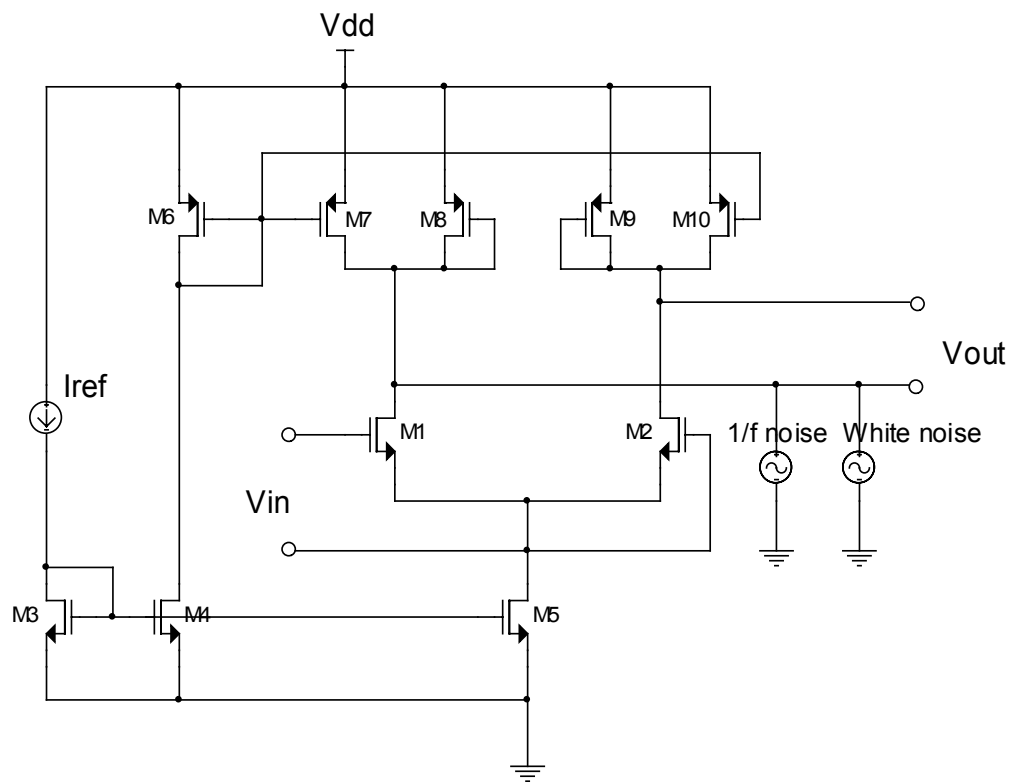 Vdd
M6
M7
M8
M9
M10
Iref
Vout
M1
M2
1/f noise
White noise
Vin
M3
M4
M5